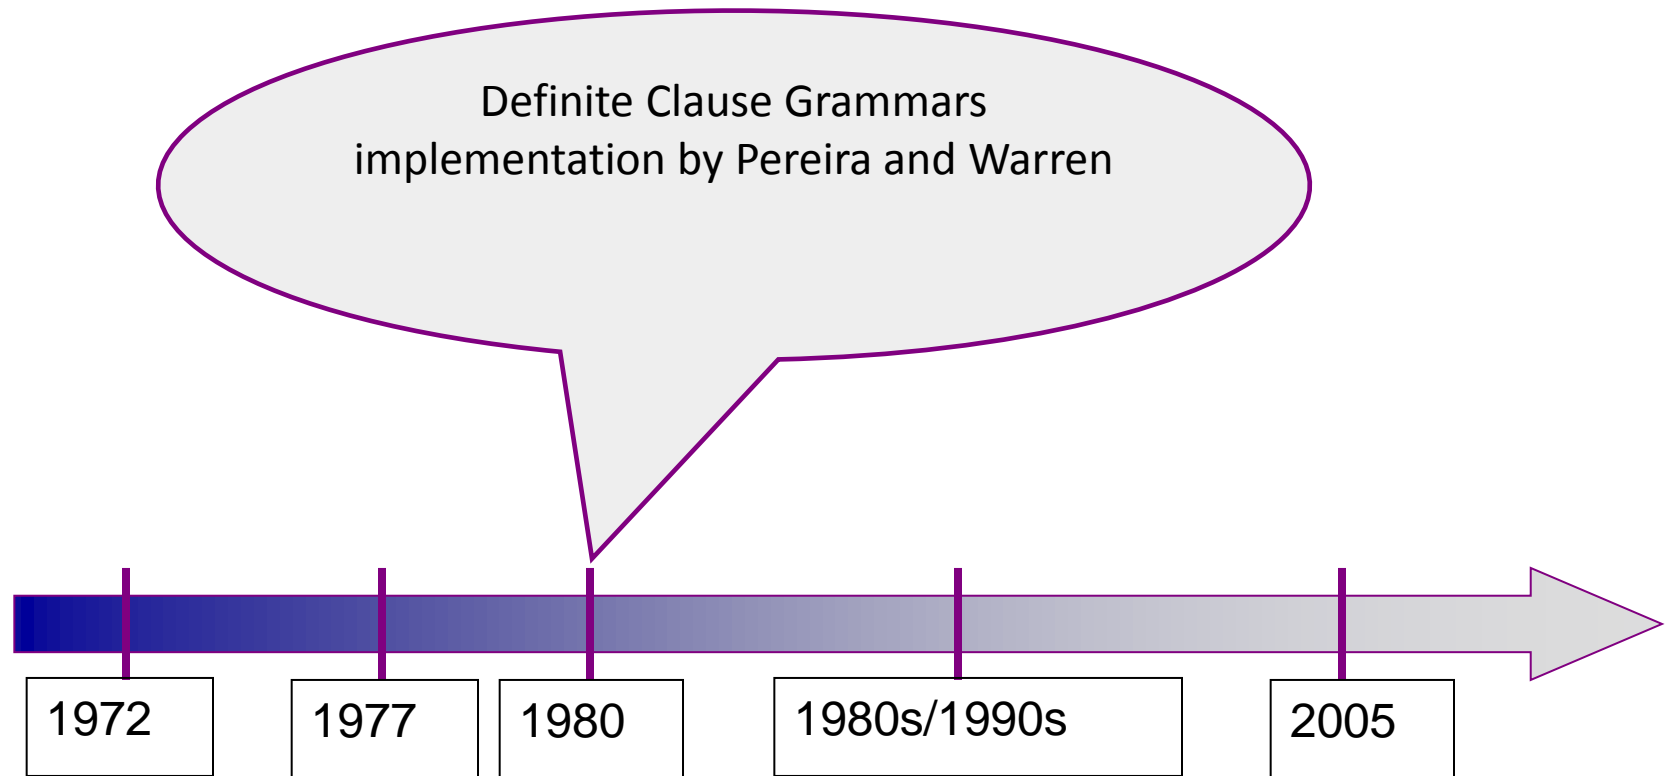 Definite Clause Grammars
implementation by Pereira and Warren
1972
1977
1980
1980s/1990s
2005